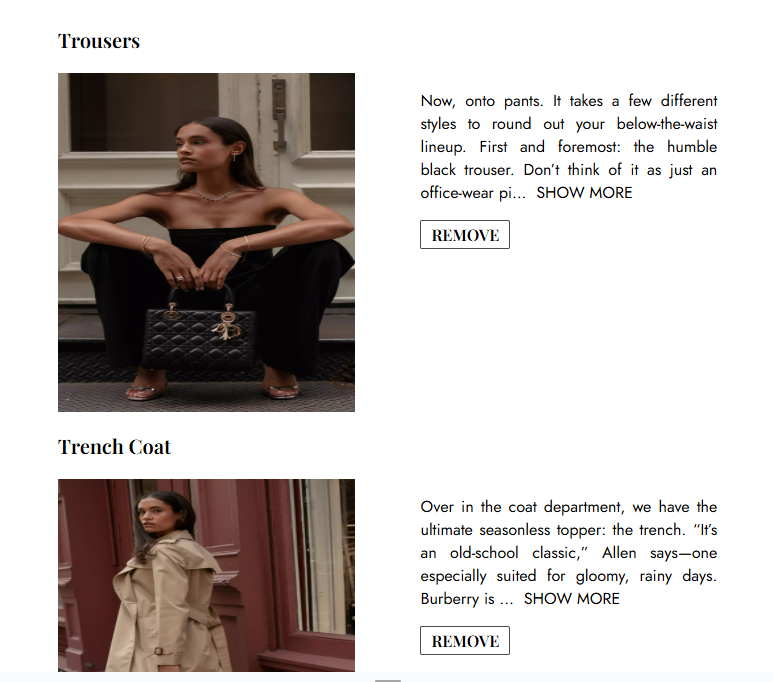 Trousers
Now, onto pants. It takes a few different
styles to round out your below-the-waist
lineup. First and foremost: the humble
black trouser. Don’t think of it as just an
office-wear pi... SHOW MORE
REMOVE
Trench Coat
Over in the coat department, we have the
ultimate seasonless topper: the trench. “It’s
an old-school classic,” Allen says—one
especially suited for gloomy, rainy days.
Burberry is ... SHOW MORE
REMOVE